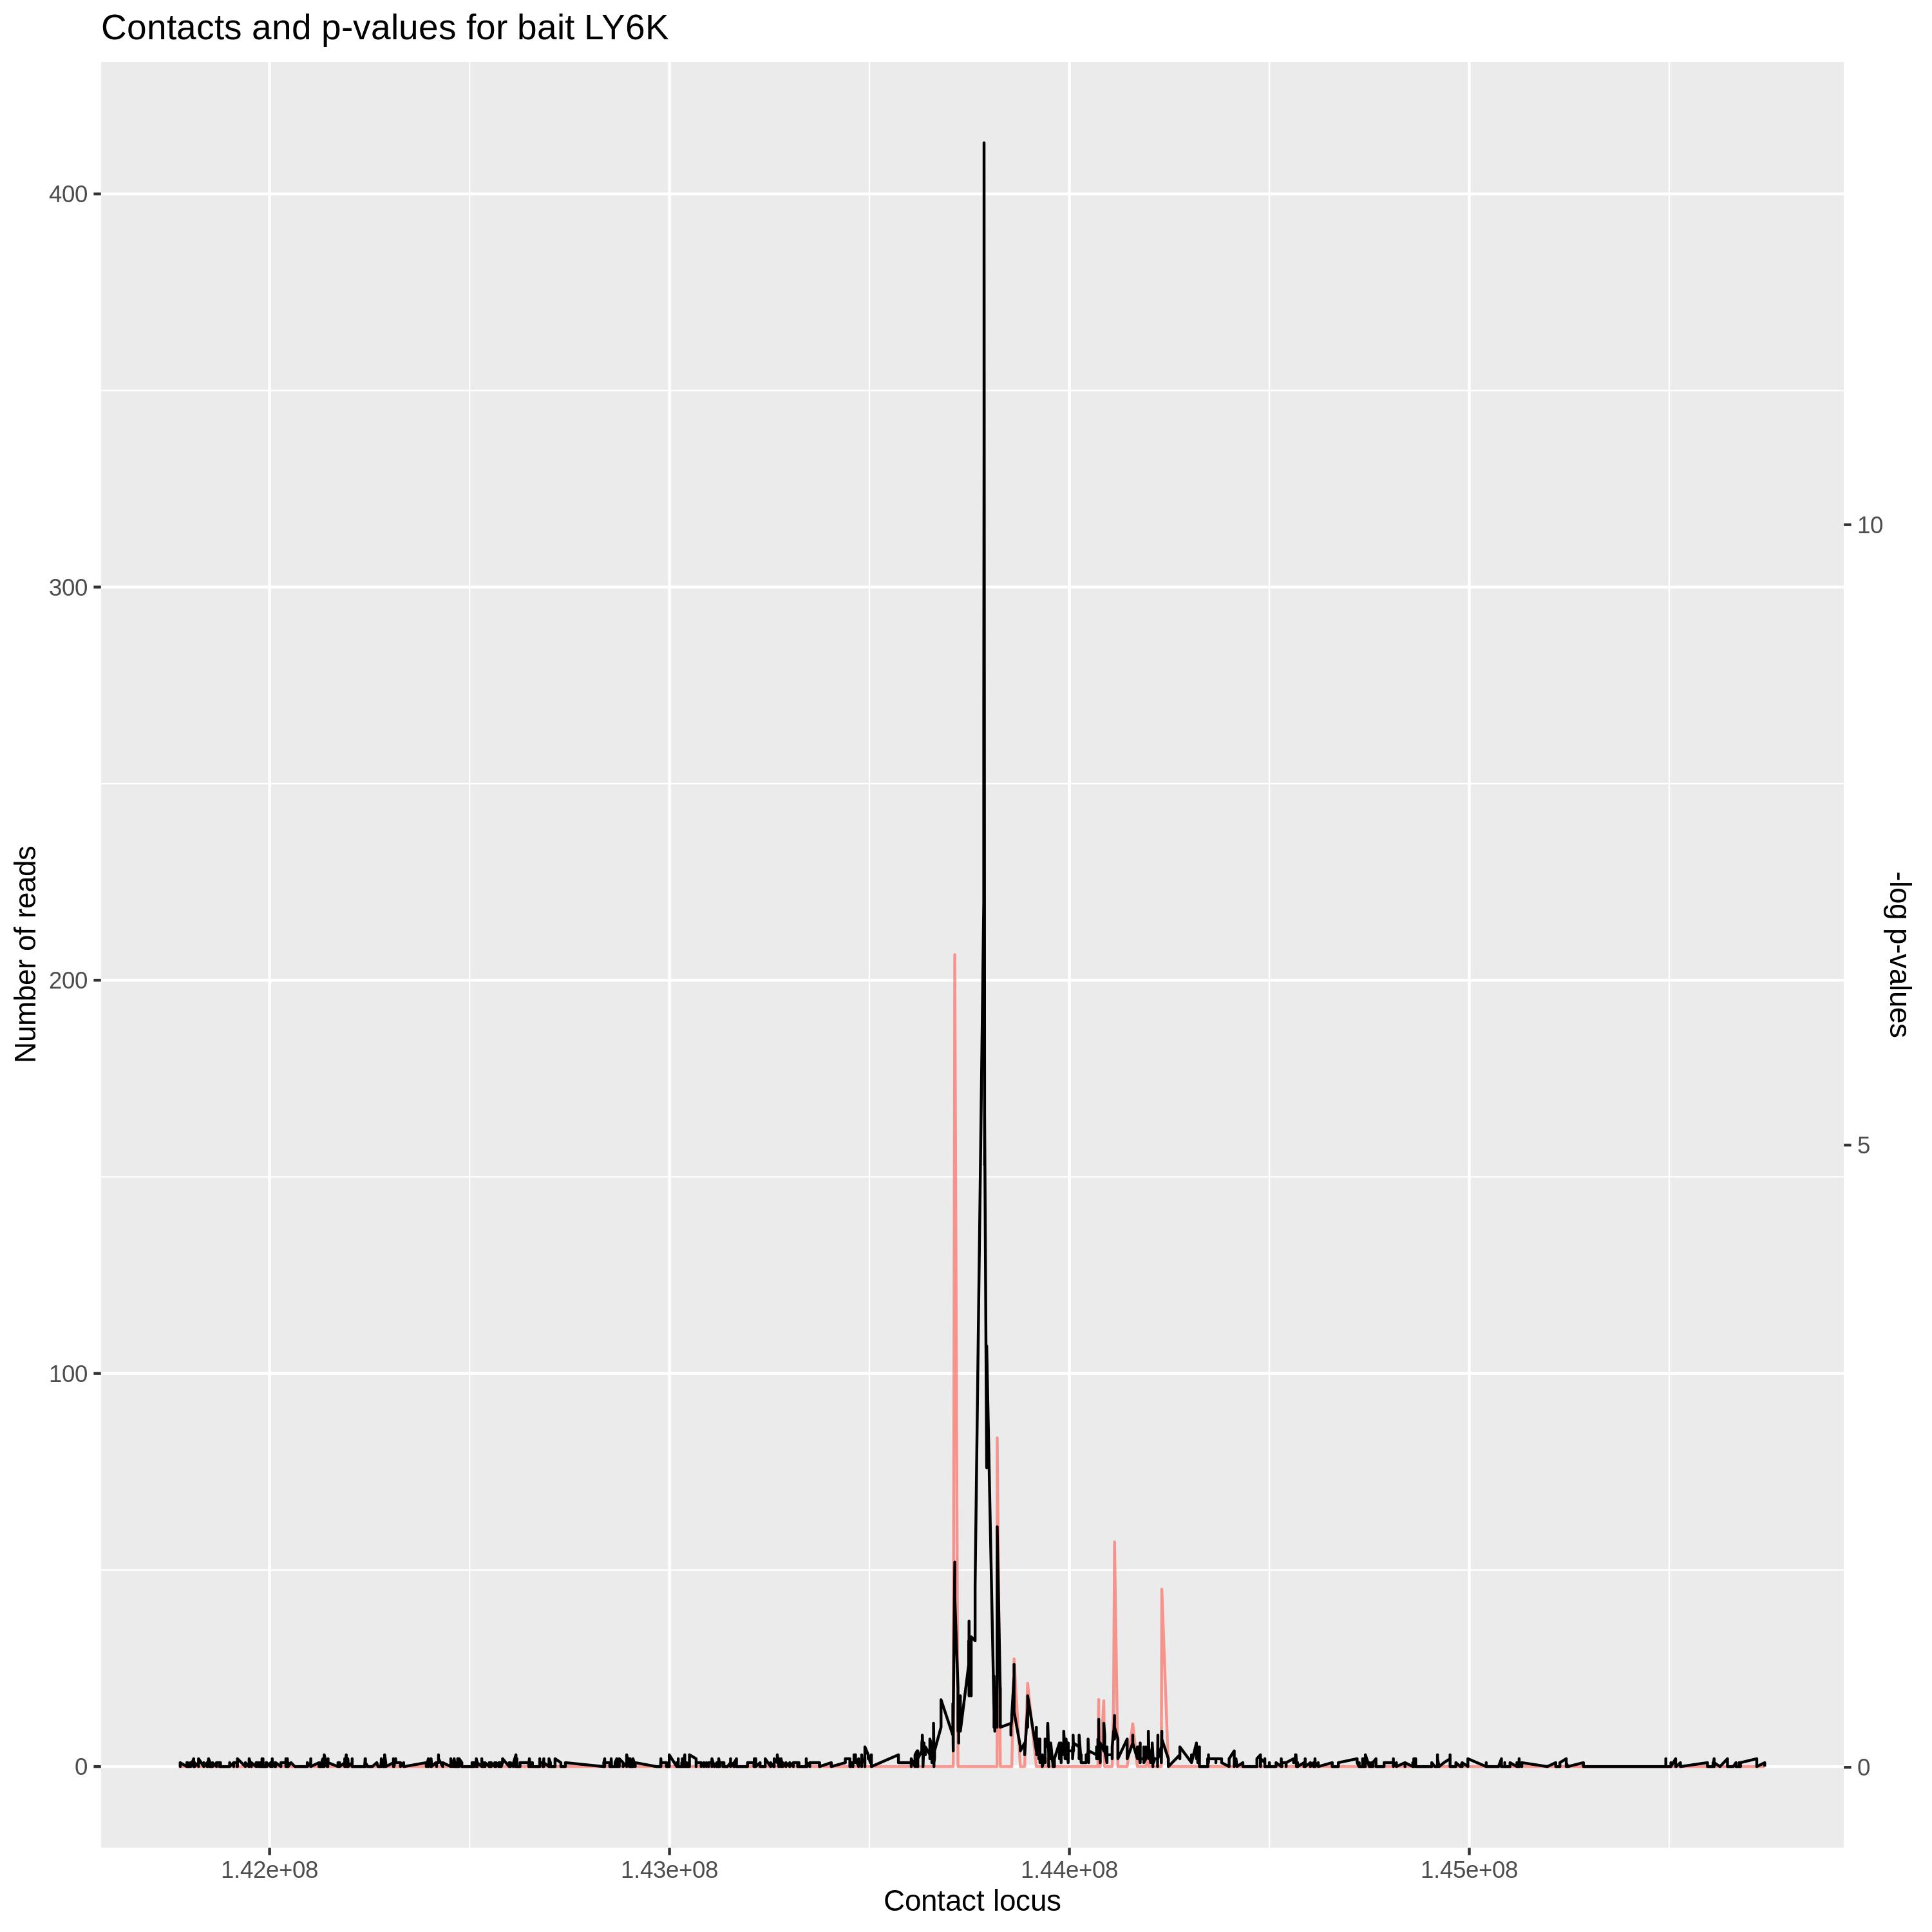 Contacts and p-values for bait LY6K
400
300
200
100
0
Number of reads
10
5
0
-log p-values
1.42e+08
1.43e+08
1.44e+08
1.45e+08
Contact locus